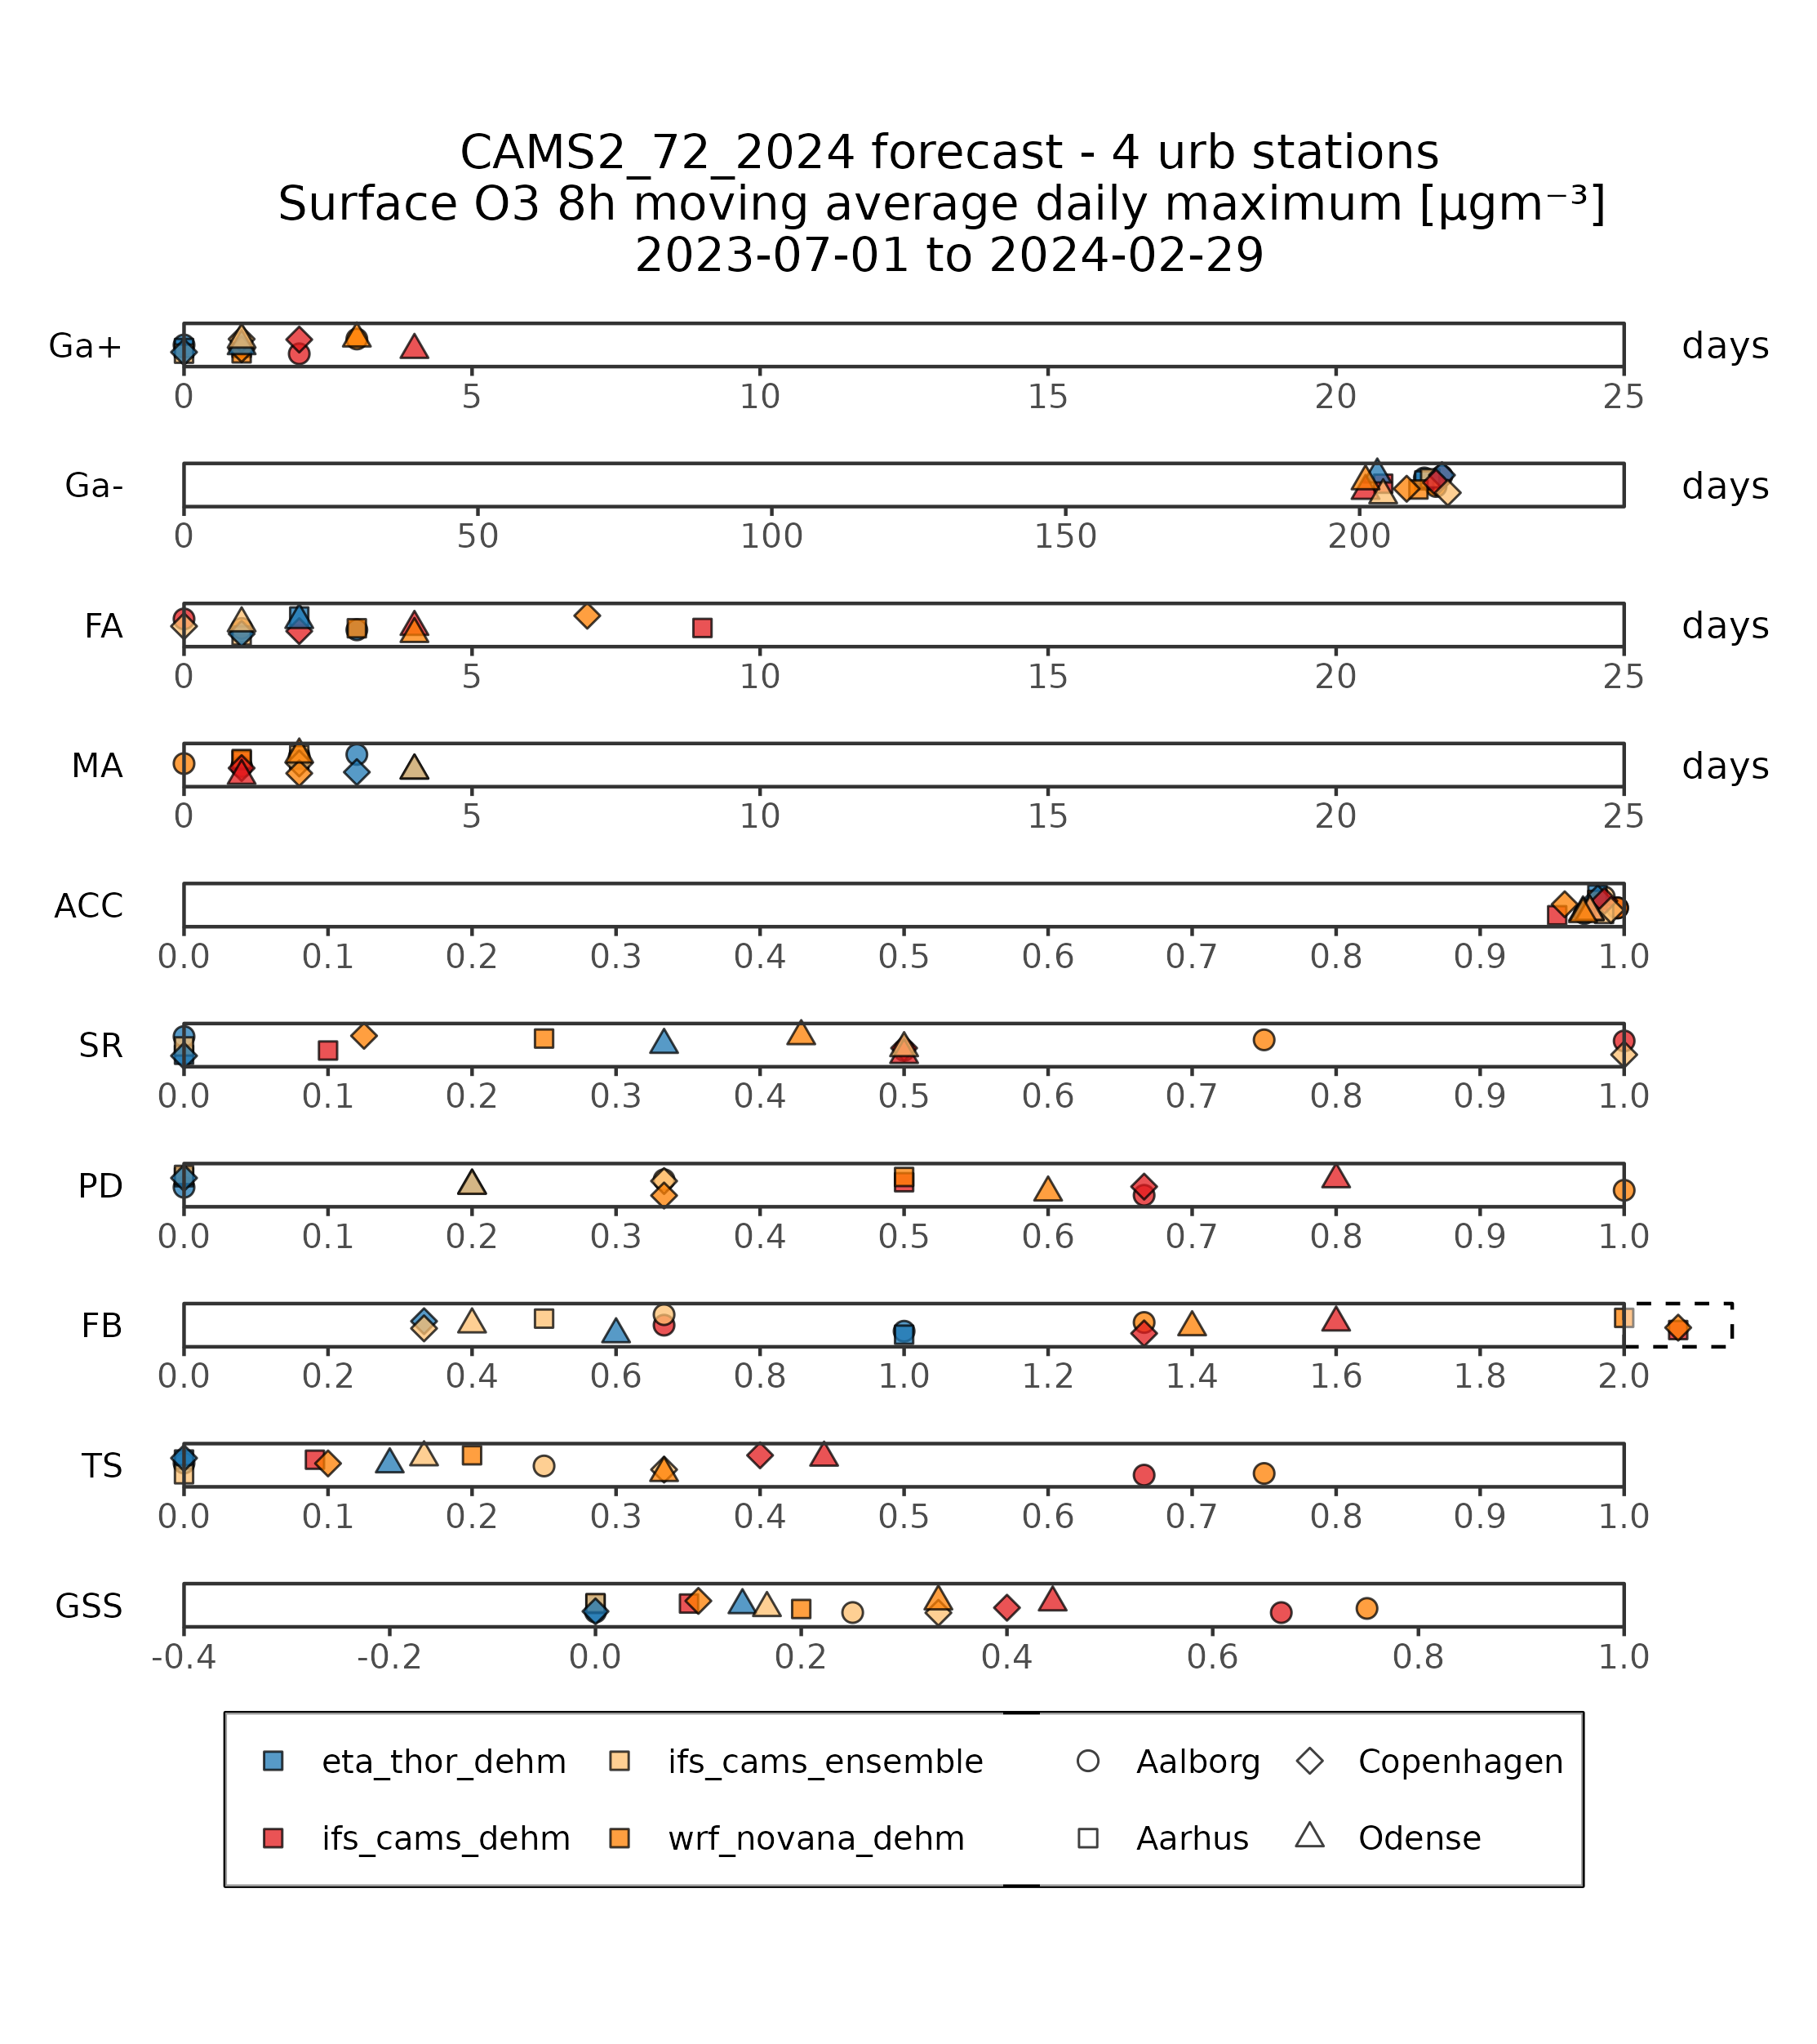 CAMS2_72_2024 forecast - 4 urb stations
Surface O3 8h moving average daily maximum [µgm⁻³]
2023-07-01 to 2024-02-29
Ga+ days
0 5 10 15 20 25
Ga- days
0 50 100 150 200
FA days
0 5 10 15 20 25
MA days
0 5 10 15 20 25
ACC
0.0 0.1 0.2 0.3 0.4 0.5 0.6 0.7 0.8 0.9 1.0
SR
0.0 0.1 0.2 0.3 0.4 0.5 0.6 0.7 0.8 0.9 1.0
PD
0.0 0.1 0.2 0.3 0.4 0.5 0.6 0.7 0.8 0.9 1.0
FB
0.0 0.2 0.4 0.6 0.8 1.0 1.2 1.4 1.6 1.8 2.0
TS
0.0 0.1 0.2 0.3 0.4 0.5 0.6 0.7 0.8 0.9 1.0
GSS
-0.4 -0.2 0.0 0.2 0.4 0.6 0.8 1.0
eta_thor_dehm ifs_cams_ensemble Aalborg Copenhagen
ifs_cams_dehm wrf_novana_dehm Aarhus Odense